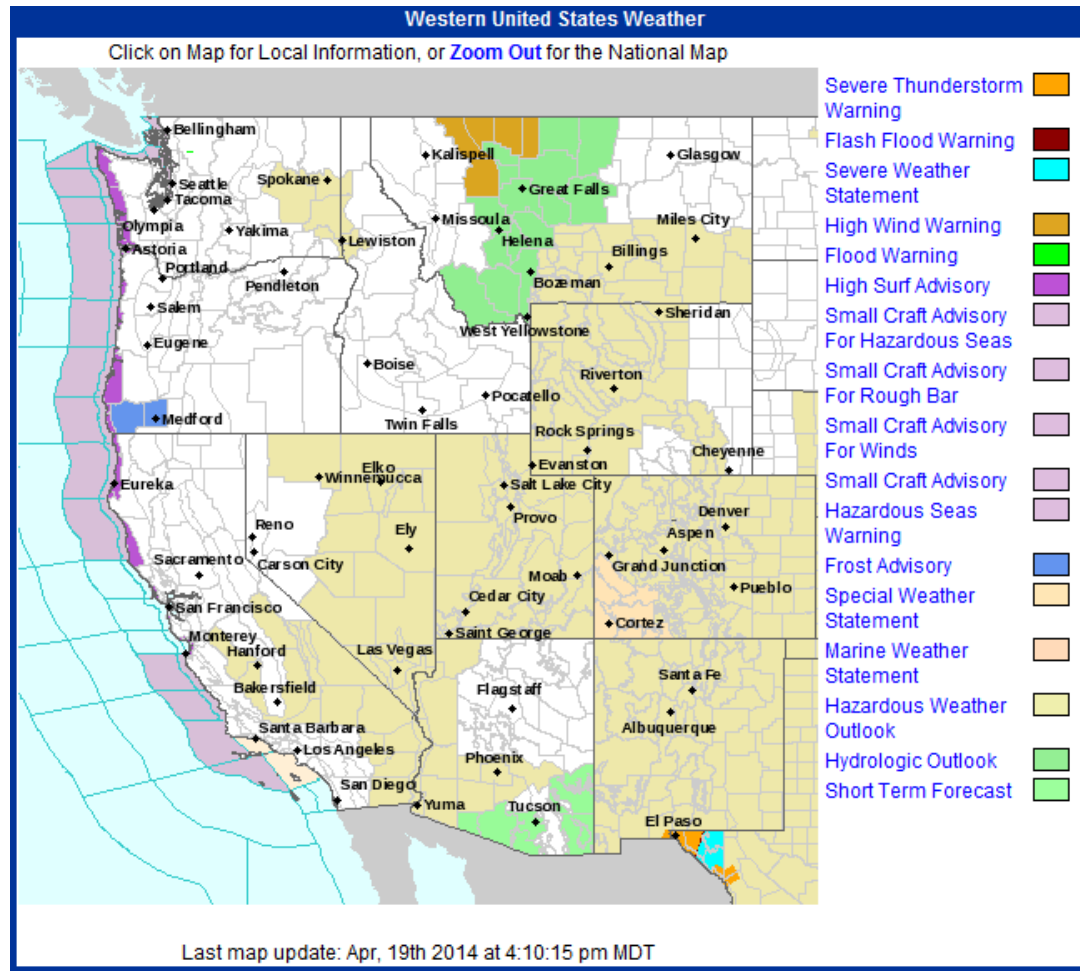 Western United States Weather
Click on Map for Local Information, or Zoom Out for the National Map
Severe Thunderstorm
Warning
Flash Flood Warning
Severe Weather
Statement
High Wind Warning
Flood Warning
High Surf Advisory
Small Craft Advisory
For Hazardous Seas
Small Craft Advisory
For Rough Bar
Small Craft Advisory
For Winds
Small Craft Advisory
Hazardous Seas
Warning
Frost Advisory
Special Weather
Statement
Marine Weather
Statement
Hazardous Weather
Outlook
Hydrologic Outlook
Short Term Forecast
Bellingham
Kalispell
Glasgow
Seattle
Spokane
Great Falls
Tacoma
Olympia
Yakima
Missoula
Miles City
Lewiston
Helena
Astoria
Billings
Portland
Pendleton
Bozeman
Salem
Sheridan
West Yellowstone
Eugene
Boise
Riverton
Pocatello
Medford
Twin Falls
Rock Springs
Cheyenne
Elko
Evanston
Winnemucca
Eureka
Salt Lake City
Provo
Denver
Reno
Ely
Aspen
Sacramento
Carson City
Grand Junction
Moab
Pueblo
Cedar City
San Francisco
Cortez
Saint George
Monterey
Hanford
Las Vegas
Santa Fe
Bakersfield
Flagstaff
Albuquerque
Santa Barbara
Los Angeles
Phoenix
San Diego
Yuma
Tucson
El Paso
Last map update: Apr, 19th 2014 at 4:10:15 pm MDT